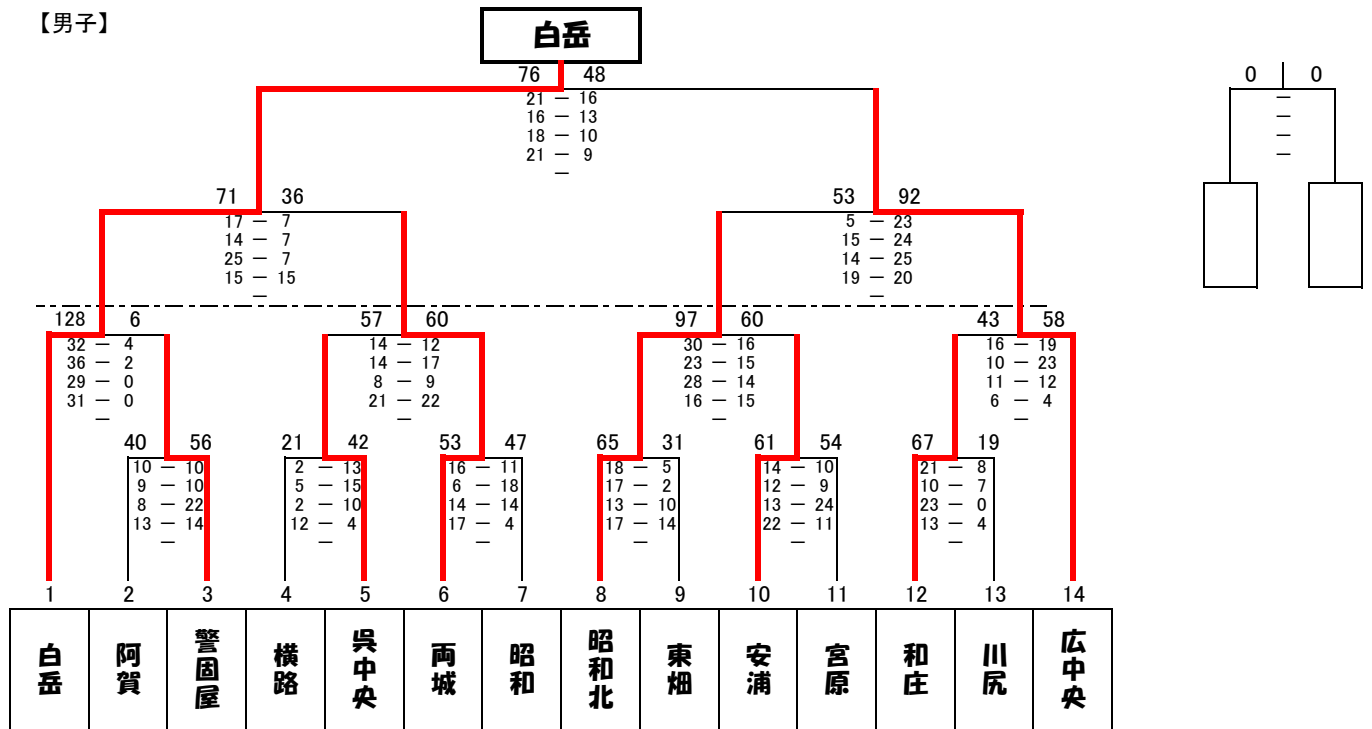 【男子】
白岳
76 48
21 ― 16
16 ― 13
18 ― 10
21 ― 9
―
0 0
―
―
―
―
71 36
17 ― 7
14 ― 7
25 ― 7
15 ― 15
―
53 92
5 ― 23
15 ― 24
14 ― 25
19 ― 20
―
128 6
32 ― 4
36 ― 2
29 ― 0
31 ― 0
―
57 60
14 ― 12
14 ― 17
8 ― 9
21 ― 22
―
97 60
30 ― 16
23 ― 15
28 ― 14
16 ― 15
―
43 58
16 ― 19
10 ― 23
11 ― 12
6 ― 4
―
40 56
10 ― 10
9 ― 10
8 ― 22
13 ― 14
―
21 42
2 ― 13
5 ― 15
2 ― 10
12 ― 4
―
53 47
16 ― 11
6 ― 18
14 ― 14
17 ― 4
―
65 31
18 ― 5
17 ― 2
13 ― 10
17 ― 14
―
61 54
14 ― 10
12 ― 9
13 ― 24
22 ― 11
―
67 19
21 ― 8
10 ― 7
23 ― 0
13 ― 4
―
1 2 3 4 5 6 7 8 9 10 11 12 13 14
白岳
阿賀
警固屋
横路
呉中央
両城
昭和
昭和北
東畑
安浦
宮原
和庄
川尻
広中央